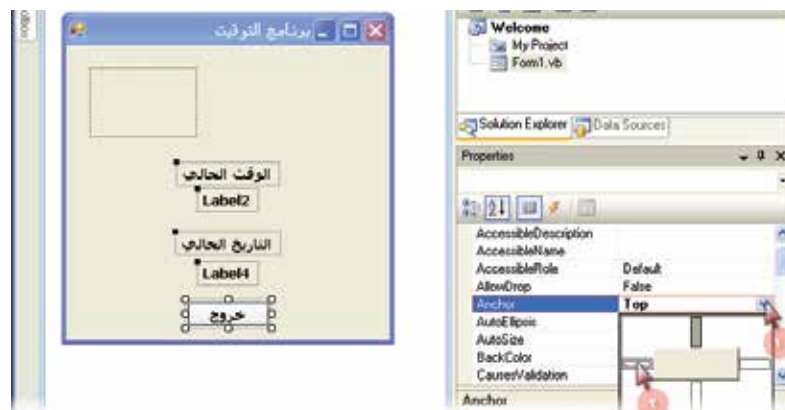 برنامج التوقيت
الوقت الحالي
Label2
التاريخ الحالي
Label4
خروج
Welcome
My Project
Form1.vb
Solution Explorer
Data Sources
Properties
AccessibleDescription
AccessibleName
AccessibleRole Default
AllowDrop False
Anchor Top
AutoEllipsis
AutoSize
BackColor
CausesValidation
Anchor